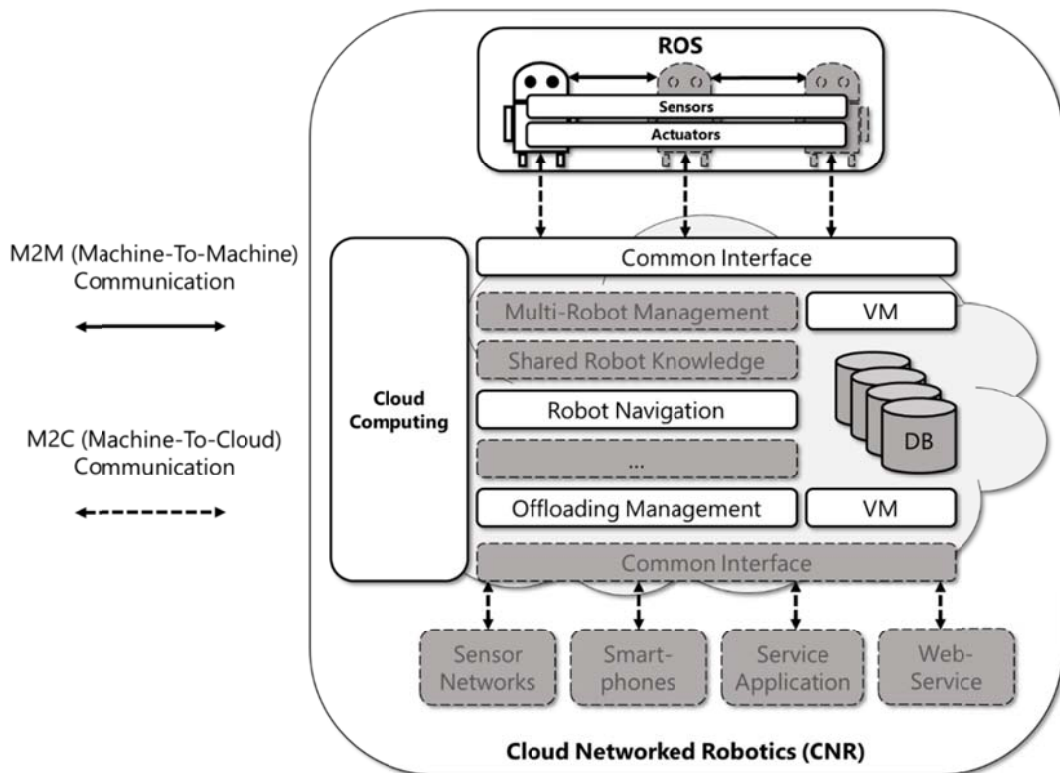 ROS
Sensors
Actuators
M2M (Machine-To-Machine)
Communication
M2C (Machine-To-Cloud)
Communication
Cloud
Computing
Common Interface
Multi-Robot Management
VM
Shared Robot Knowledge
Robot Navigation
DB
...
Offloading Management
VM
Common Interface
Sensor
Networks
Smart-
phones
Service
Application
Web-
Service
Cloud Networked Robotics (CNR)